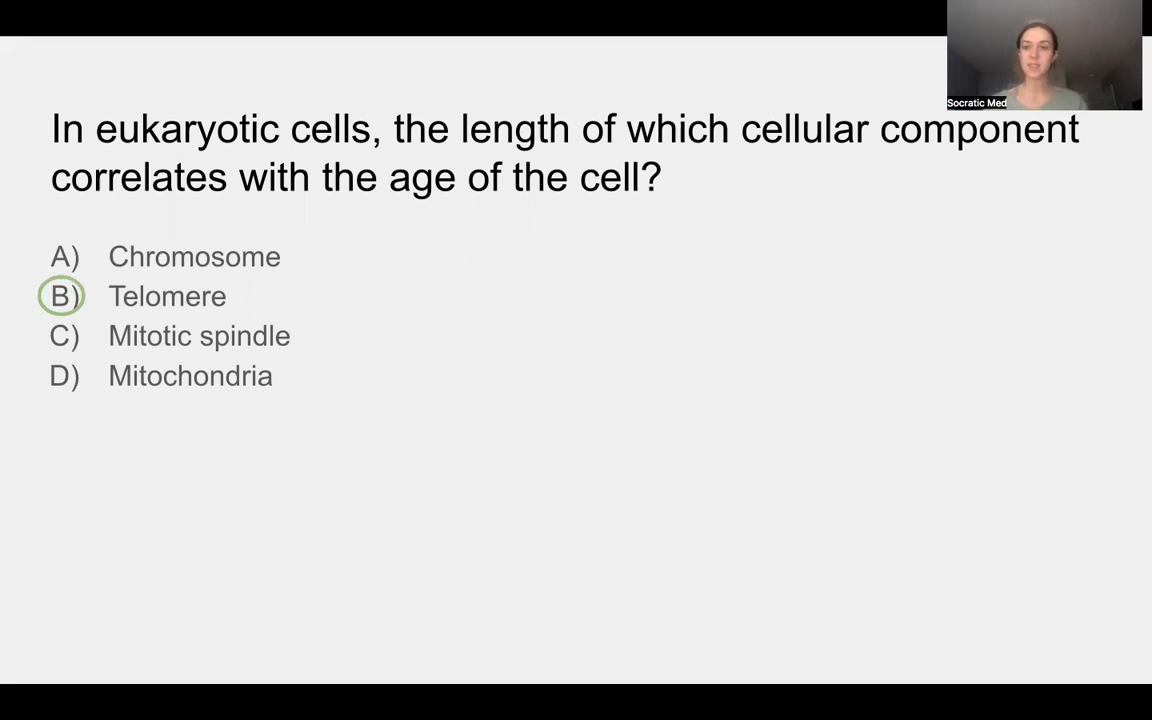 Socratic Med
In eukaryotic cells, the length of which cellular component
correlates with the age of the cell?
A) Chromosome
B) Telomere
C) Mitotic spindle
D) Mitochondria